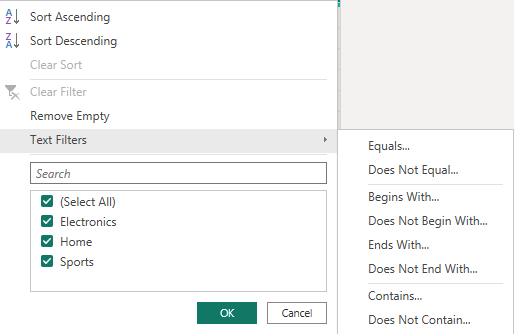 Sort Ascending
Sort Descending
Clear Sort
Clear Filter
Remove Empty
Text Filters
Search
(Select All)
Electronics
Home
Sports
OK
Cancel
Equals...
Does Not Equal...
Begins With...
Does Not Begin With...
Ends With...
Does Not End With...
Contains...
Does Not Contain...